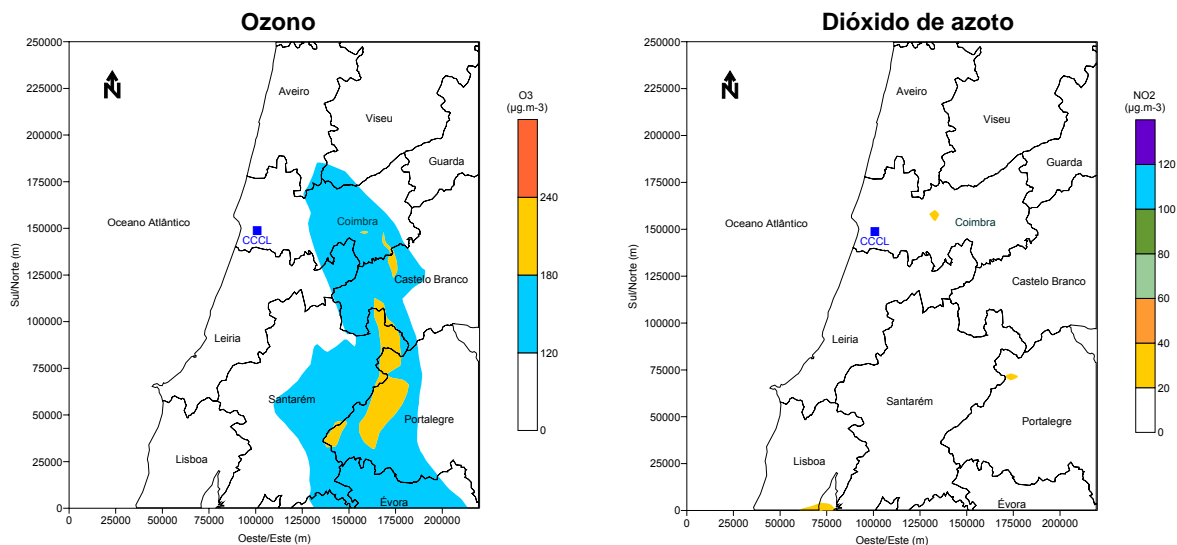 Ozono
250000
225000
200000
175000
150000
125000
100000
75000
50000
25000
0
Sul/Norte (m)
0
25000
50000
75000
100000
125000
150000
175000
200000
Oeste/Este (m)
N
Aveiro
Viseu
Guarda
Oceano Atlântico
Coimbra
CCCL
Castelo Branco
Leiria
Santarém
Portalegre
Lisboa
Évora
O3
(µg.m-3)
240
180
120
0
Dióxido de azoto
250000
225000
200000
175000
150000
125000
100000
75000
50000
25000
0
Sul/Norte (m)
0
25000
50000
75000
100000
125000
150000
175000
200000
Oeste/Este (m)
N
Aveiro
Viseu
Guarda
Oceano Atlântico
Coimbra
CCCL
Castelo Branco
Leiria
Santarém
Portalegre
Lisboa
Évora
NO2
(µg.m-3)
120
100
80
60
40
20
0